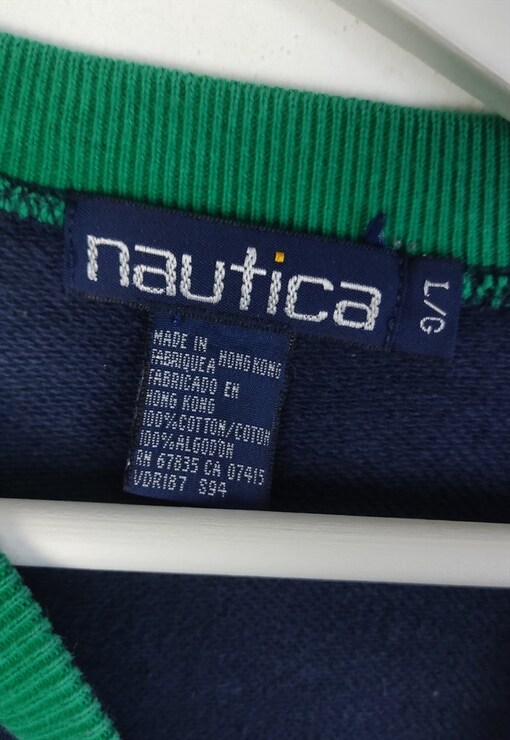 nautica
L/G
MADE IN
FABRIQUE A HONG KONG
FABRICADO EN
HONG KONG
100%COTTON/COTON
100%ALGODON
RN 67835 CA 07415
VDR187 S94